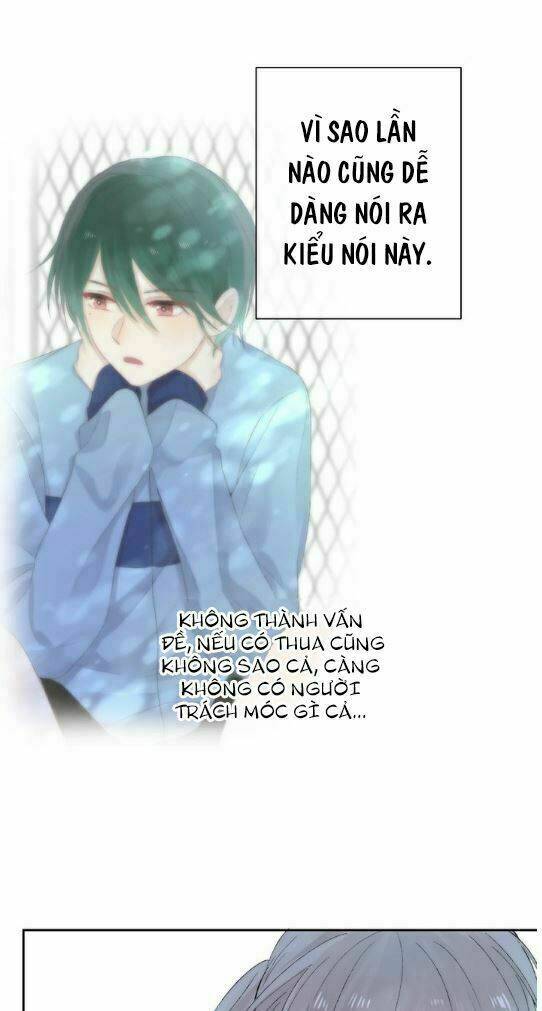 VÌ SAO LẦN
NÀO CŨNG DỄ
DÀNG NÓI RA
KIỂU NÓI NÀY.
KHÔNG THÀNH VẤN
ĐỀ, NẾU CÓ THUA CŨNG
KHÔNG SAO CẢ, CÀNG
KHÔNG CÓ NGƯỜI
TRÁCH MÓC GÌ CẢ...